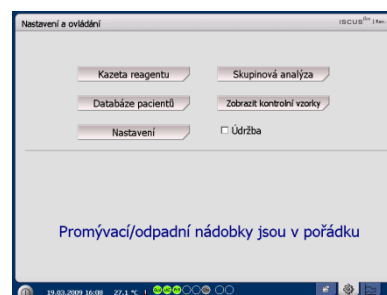 Nastavení a ovládání
ISCUS
Kazeta reagentu
Skupinová analýza
Databáze pacientů
Zobrazit kontrolní vzorky
Nastavení
Údržba
Promývací/odpadní nádobky jsou v pořádku
19.03.2009 16:08 27.1 °C !